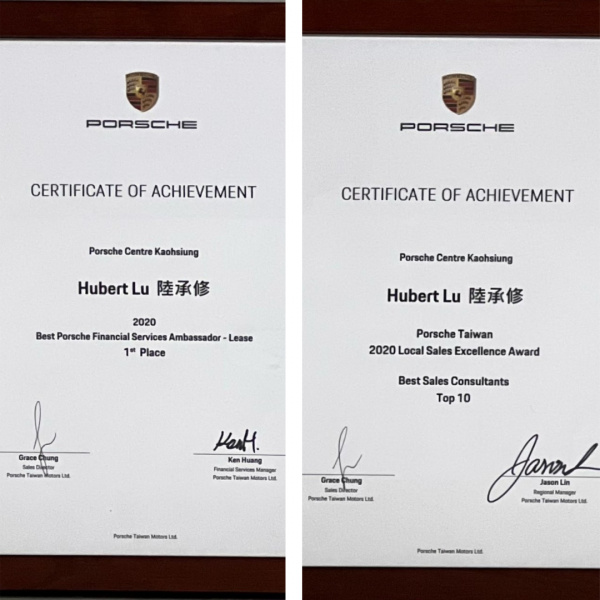 PORSCHE
CERTIFICATE OF ACHIEVEMENT
Porsche Centre Kaohsiung
Hubert Lu 陸承修
2020
Best Porsche Financial Services Ambassador - Lease
1st Place
Grace Chung
Sales Director
Porsche Taiwan Motors Ltd.
KenH.
Ken Huang
Financial Services Manager
Porsche Taiwan Motors Ltd.
Porsche Taiwan Motors Ltd.
PORSCHE
CERTIFICATE OF ACHIEVEMENT
Porsche Centre Kaohsiung
Hubert Lu 陸承修
Porsche Taiwan
2020 Local Sales Excellence Award
Best Sales Consultants
Top 10
Grace Chung
Sales Director
Porsche Taiwan Motors Ltd.
Jason L
Jason Lin
Regional Manager
Porsche Taiwan Motors Ltd.
Porsche Taiwan Motors Ltd.